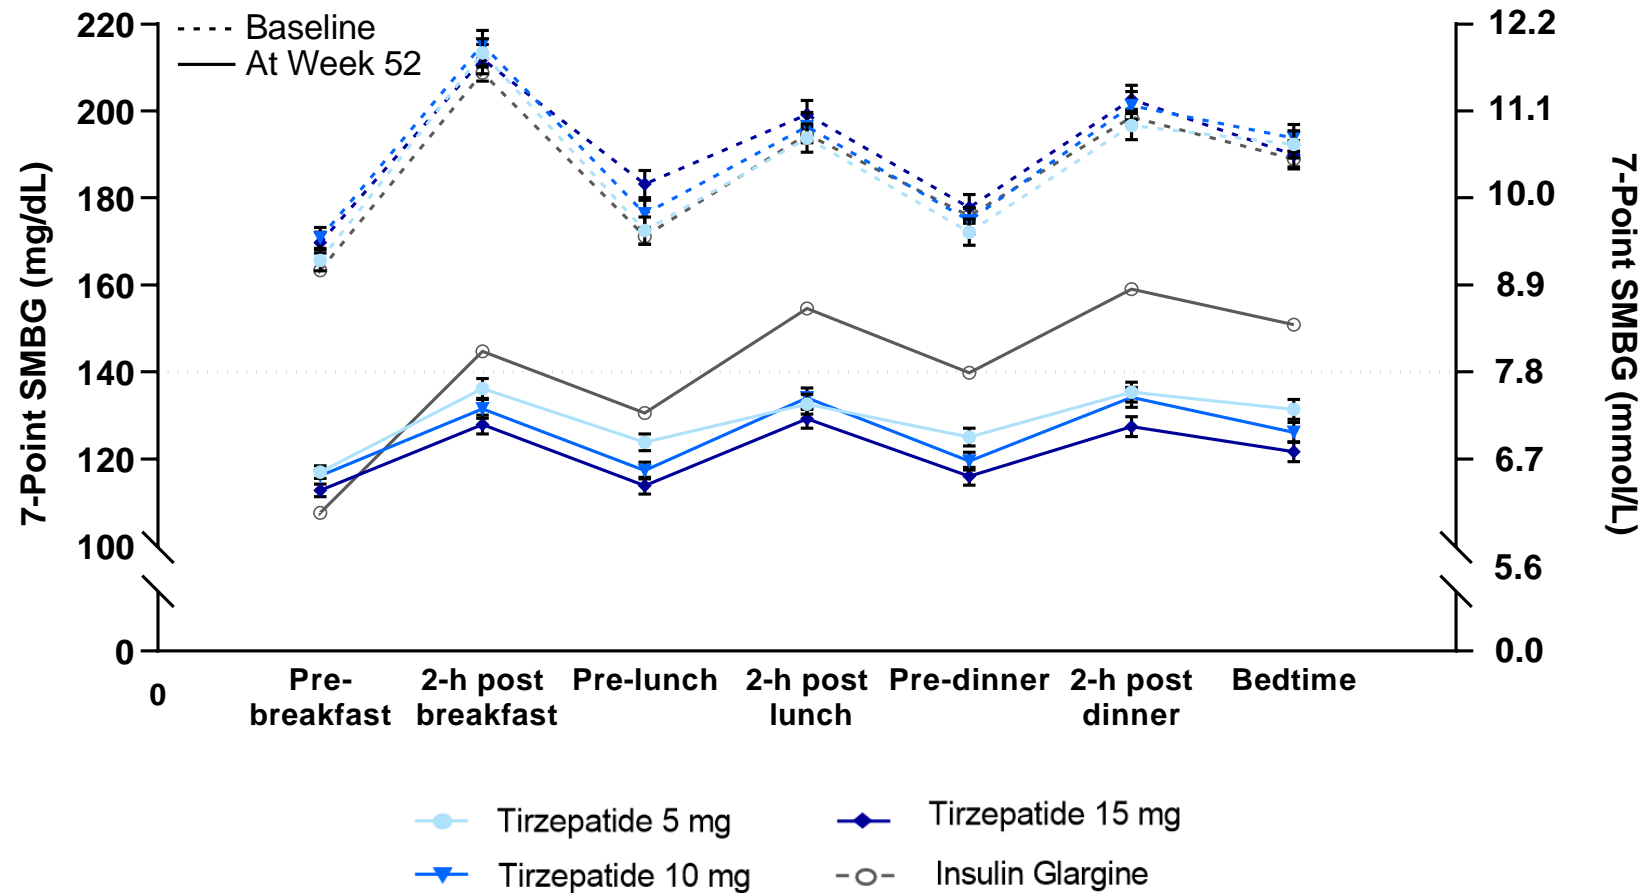 Baseline
At Week 52
7-Point SMBG (mg/dL)
220
200
180
160
140
120
100
0
7-Point SMBG (mmol/L)
12.2
11.1
10.0
8.9
7.8
6.7
5.6
0.0
0
Pre-
breakfast
2-h post
breakfast
Pre-lunch
2-h post
lunch
Pre-dinner
2-h post
dinner
Bedtime
Tirzepatide 5 mg
Tirzepatide 15 mg
Tirzepatide 10 mg
Insulin Glargine